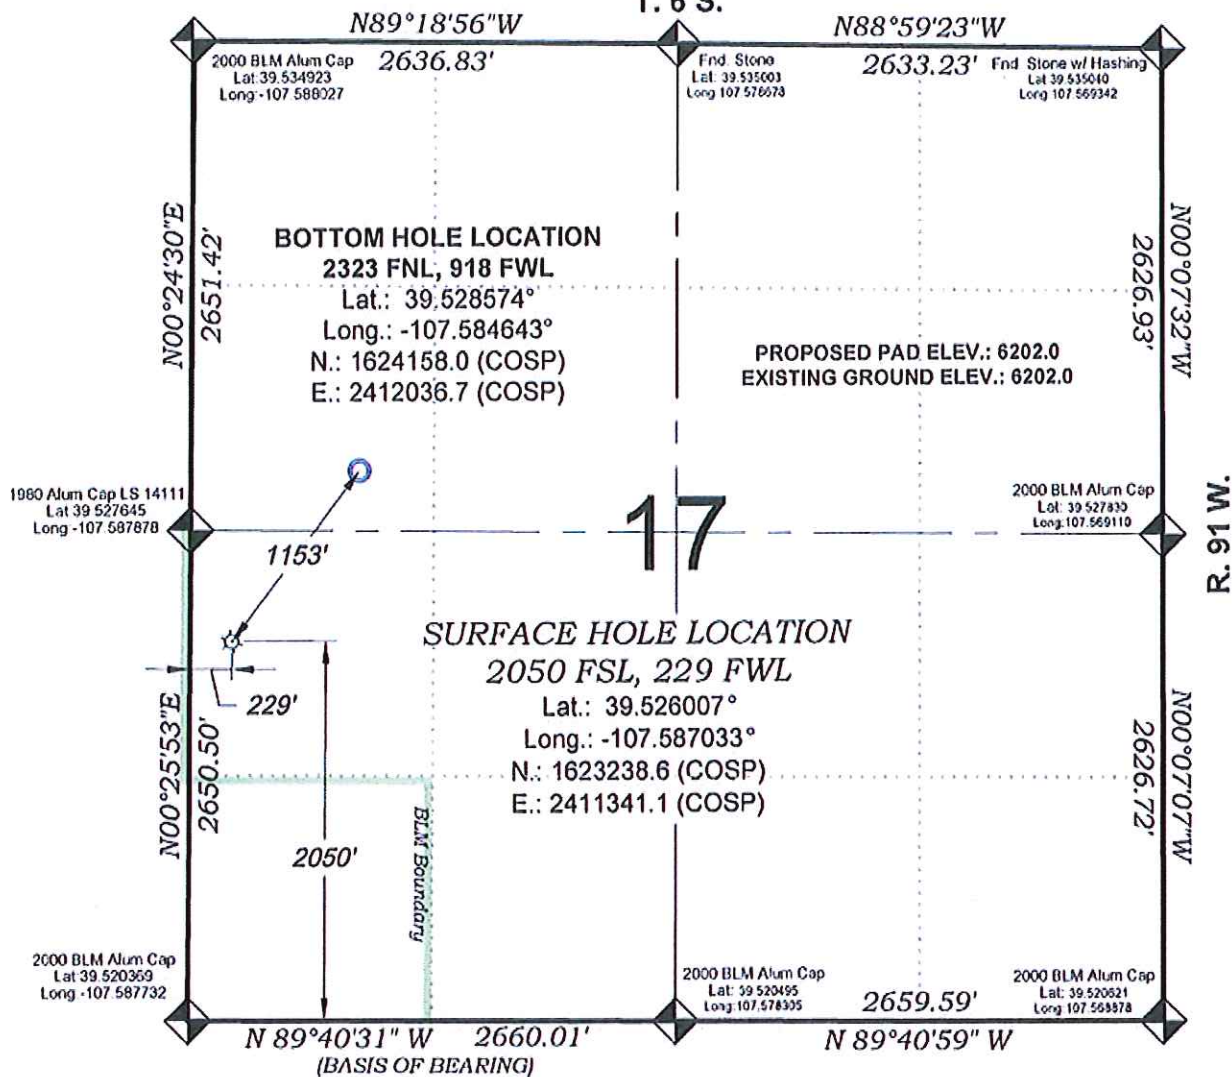 T. 6 S.
N89°18'56"W
N88°59'23"W
2000 BLM Alum Cap
Lat:39.534923
Long:-107.588027
2636.83'
Fnd. Stone
Lat: 39.535003
Long 107 578678
2633.23'
Fnd Stone w/ Hashing
Lat 39.535040
Long 107.569342
N00°24'30"E
2651.42'
BOTTOM HOLE LOCATION
2323 FNL, 918 FWL
Lat.: 39.528574°
Long.: -107.584643°
N.: 1624158.0 (COSP)
E.: 2412036.7 (COSP)
PROPOSED PAD ELEV.: 6202.0
EXISTING GROUND ELEV.: 6202.0
2626.93'
N00°07'32"W
1980 Alum Cap LS 14111
Lat 39 527645
Long -107 587878
1153'
17
2000 BLM Alum Cap
Lat: 39 527830
Long:107.569110
R. 91 W.
SURFACE HOLE LOCATION
2050 FSL, 229 FWL
Lat.: 39.526007°
Long.: -107.587033°
N.: 1623238.6 (COSP)
E.: 2411341.1 (COSP)
229'
N00°25'53"E
2650.50'
2050'
BLM Boundary
2626.72'
N00°07'07"W
2000 BLM Alum Cap
Lat:39.520369
Long -107.587732
2000 BLM Alum Cap
Lat: 39 520495
Long:107,578305
2659.59'
2000 BLM Alum Cap
Lat: 39.520621
Long: 107.568878
N 89°40'31" W
2660.01'
N 89°40'59" W
(BASIS OF BEARING)